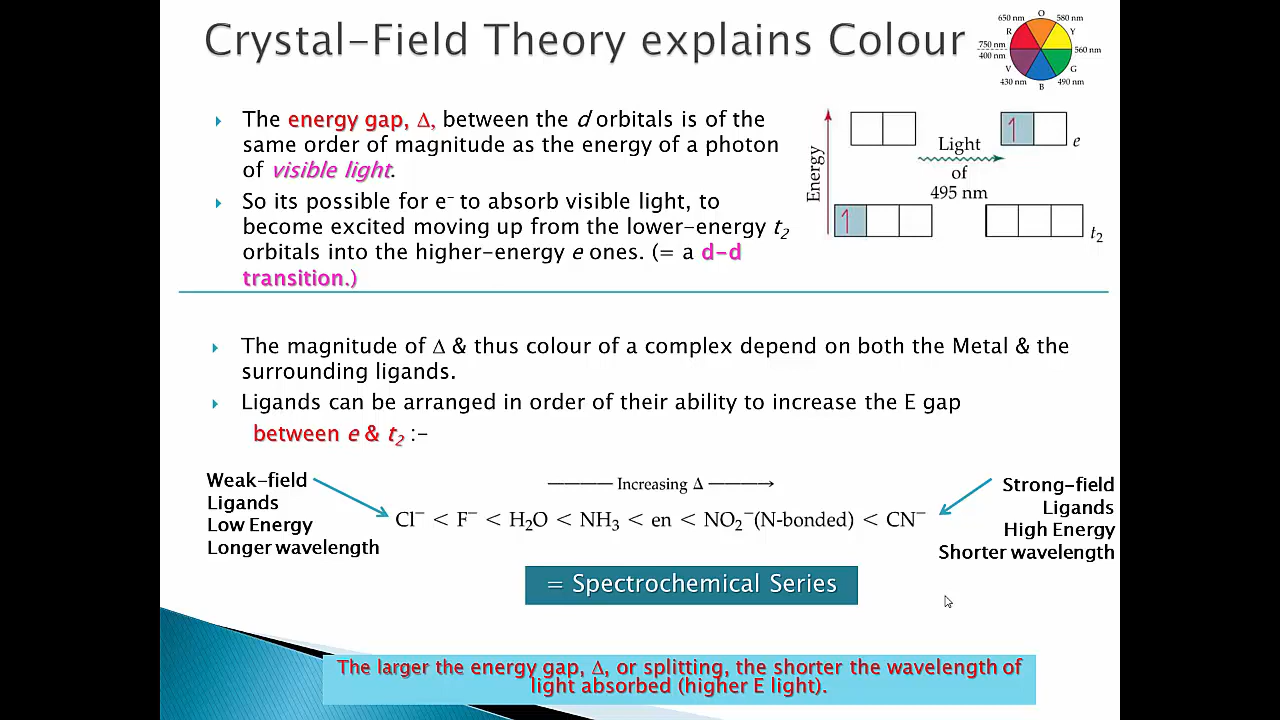 Crystal-Field Theory explains Colour
650 nm O 580 nm
R Y
750 nm
400 nm
560 nm
V G
430 nm B 490 nm
The energy gap, Δ, between the d orbitals is of the
same order of magnitude as the energy of a photon
of visible light.
So its possible for e⁻ to absorb visible light, to
become excited moving up from the lower-energy t₂
orbitals into the higher-energy e ones. (= a d-d
transition.)
Energy
↿
Light
of
495 nm
↿
e
t₂
The magnitude of Δ & thus colour of a complex depend on both the Metal & the
surrounding ligands.
Ligands can be arranged in order of their ability to increase the E gap
between e & t₂ :-
Weak-field
Ligands
Low Energy
Longer wavelength
———— Increasing Δ ————→
Cl⁻ < F⁻ < H₂O < NH₃ < en < NO₂⁻(N-bonded) < CN⁻
Strong-field
Ligands
High Energy
Shorter wavelength
= Spectrochemical Series
The larger the energy gap, Δ, or splitting, the shorter the wavelength of
light absorbed (higher E light).